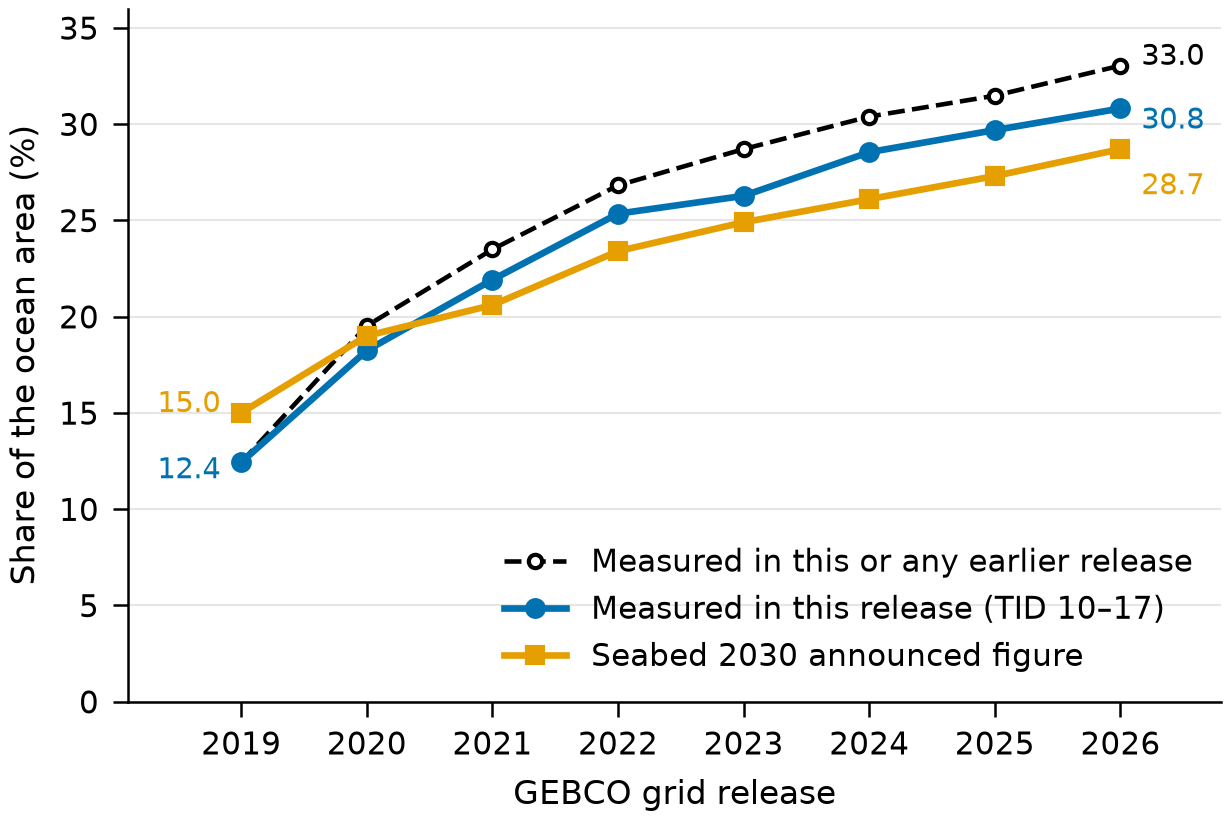 Share of the ocean area (%)
35
30
25
20
15
10
5
0
33.0
30.8
28.7
15.0
12.4
Measured in this or any earlier release
Measured in this release (TID 10–17)
Seabed 2030 announced figure
2019 2020 2021 2022 2023 2024 2025 2026
GEBCO grid release